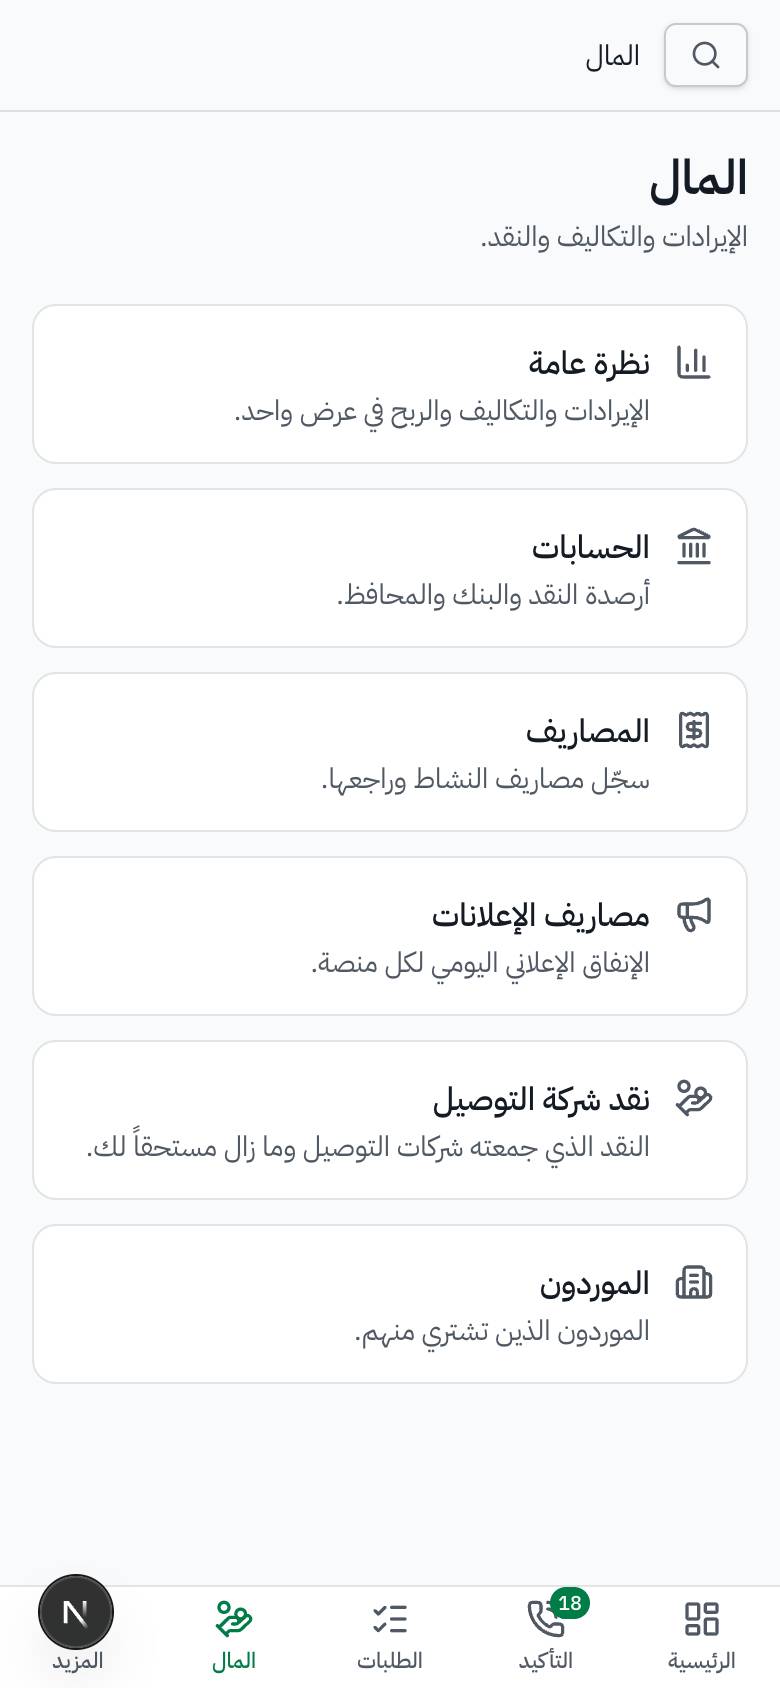 المال
المال
الإيرادات والتكاليف والنقد.
نظرة عامة
الإيرادات والتكاليف والربح في عرض واحد.
الحسابات
أرصدة النقد والبنك والمحافظ.
المصاريف
سجّل مصاريف النشاط وراجعها.
مصاريف الإعلانات
الإنفاق الإعلاني اليومي لكل منصة.
نقد شركة التوصيل
النقد الذي جمعته شركات التوصيل وما زال مستحقاً لك.
الموردون
الموردون الذين تشتري منهم.
18
N
الرئيسية التأكيد الطلبات المال المزيد